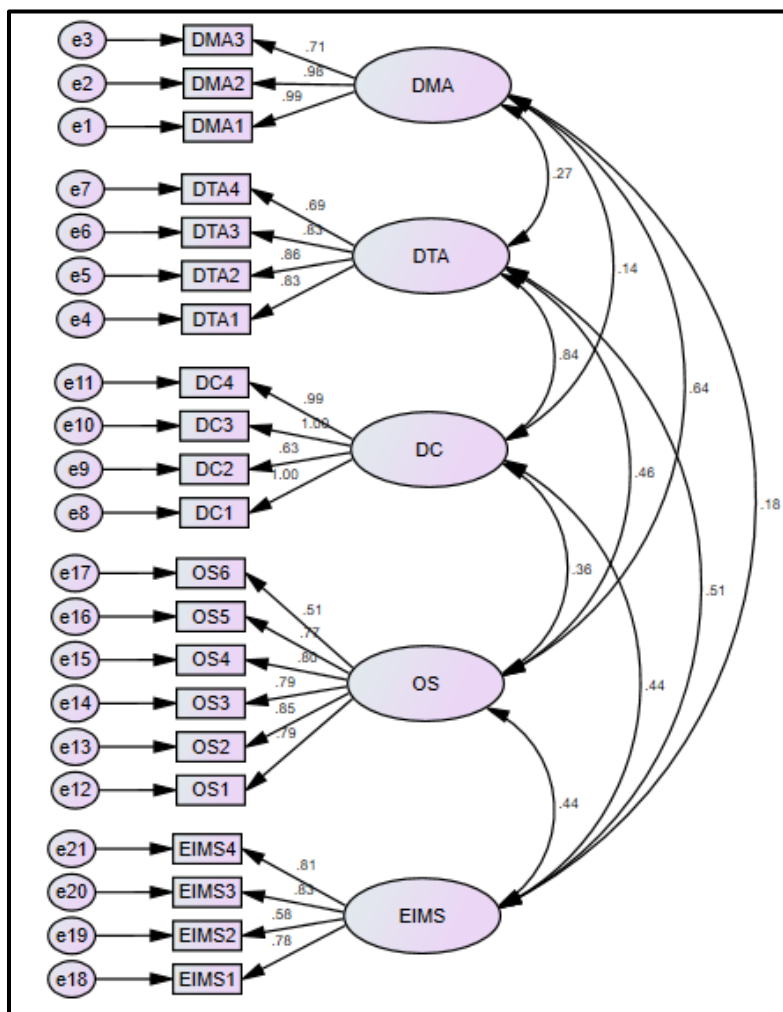 e3 DMA3 .71
e2 DMA2 .98 DMA
e1 DMA1 .99
.27
e7 DTA4 .69
e6 DTA3 .83
e5 DTA2 .86 DTA
e4 DTA1 .83
.14
.84
e11 DC4 .99
e10 DC3 1.00
e9 DC2 .63 DC
e8 DC1 1.00
.64
.46
.18
.36
.51
e17 OS6 .51
e16 OS5 .77
e15 OS4 .80
e14 OS3 .79 OS
e13 OS2 .85
e12 OS1 .79
.44
.44
e21 EIMS4 .81
e20 EIMS3 .83
e19 EIMS2 .58 EIMS
e18 EIMS1 .78